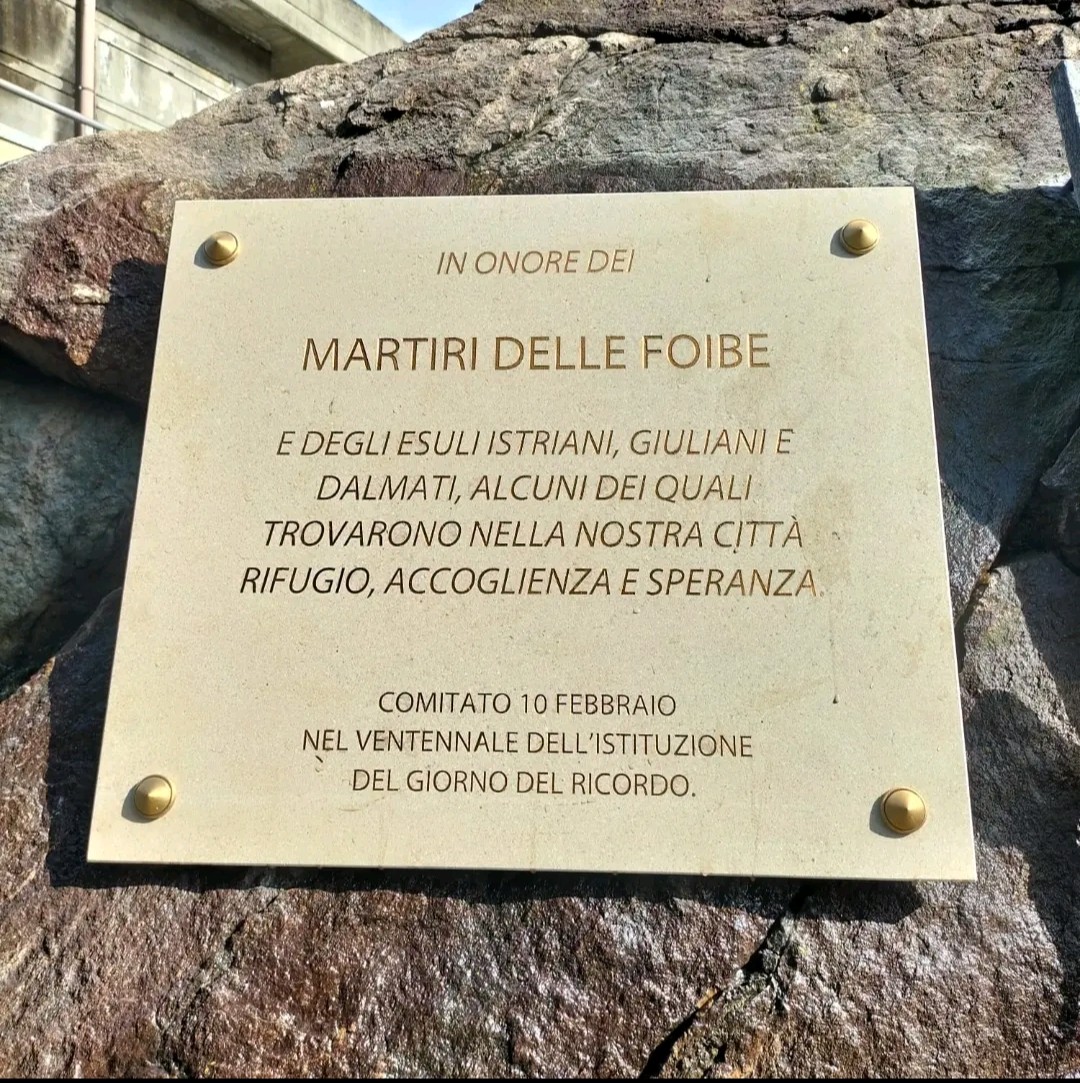 IN ONORE DEI
MARTIRI DELLE FOIBE
E DEGLI ESULI ISTRIANI, GIULIANI E
DALMATI, ALCUNI DEI QUALI
TROVARONO NELLA NOSTRA CITTÀ
RIFUGIO, ACCOGLIENZA E SPERANZA.
COMITATO 10 FEBBRAIO
NEL VENTENNALE DELL'ISTITUZIONE
DEL GIORNO DEL RICORDO.